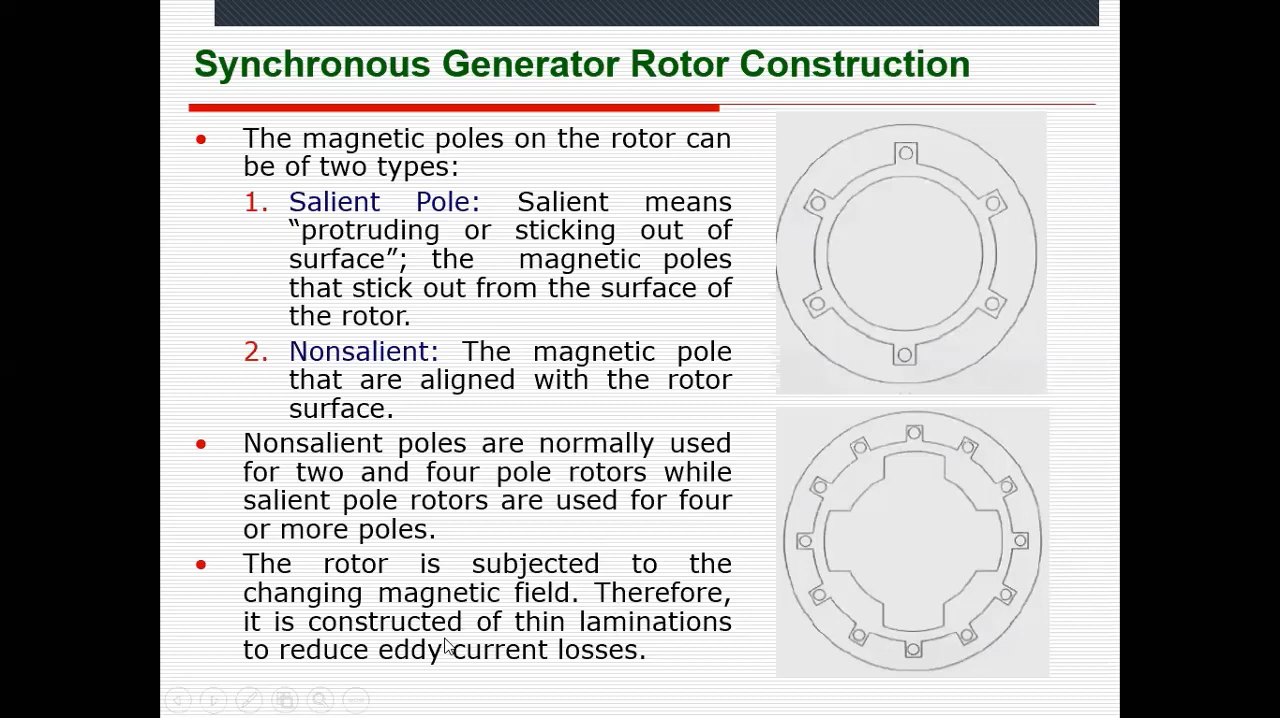 Synchronous Generator Rotor Construction
• The magnetic poles on the rotor can
be of two types:
1. Salient Pole: Salient means
“protruding or sticking out of
surface”; the magnetic poles
that stick out from the surface of
the rotor.
2. Nonsalient: The magnetic pole
that are aligned with the rotor
surface.
• Nonsalient poles are normally used
for two and four pole rotors while
salient pole rotors are used for four
or more poles.
• The rotor is subjected to the
changing magnetic field. Therefore,
it is constructed of thin laminations
to reduce eddy current losses.